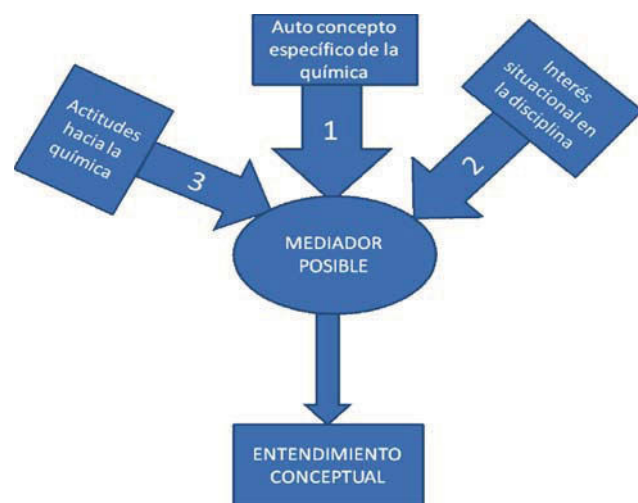 Auto concepto
específico de la
química
Interés
situacional en
la disciplina
Actitudes
hacia la
química
1
2
3
MEDIADOR
POSIBLE
ENTENDIMIENTO
CONCEPTUAL